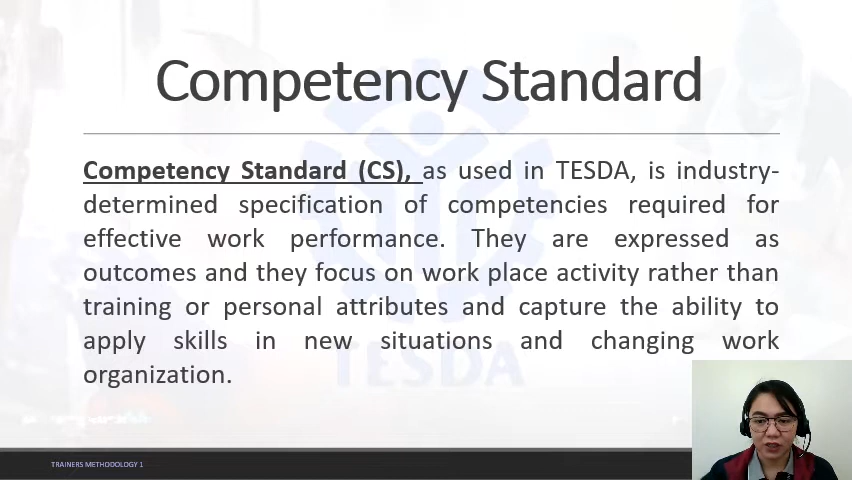 Competency Standard
Competency Standard (CS), as used in TESDA, is industry-
determined specification of competencies required for
effective work performance. They are expressed as
outcomes and they focus on work place activity rather than
training or personal attributes and capture the ability to
apply skills in new situations and changing work
organization.
TESDA
TRAINERS METHODOLOGY 1